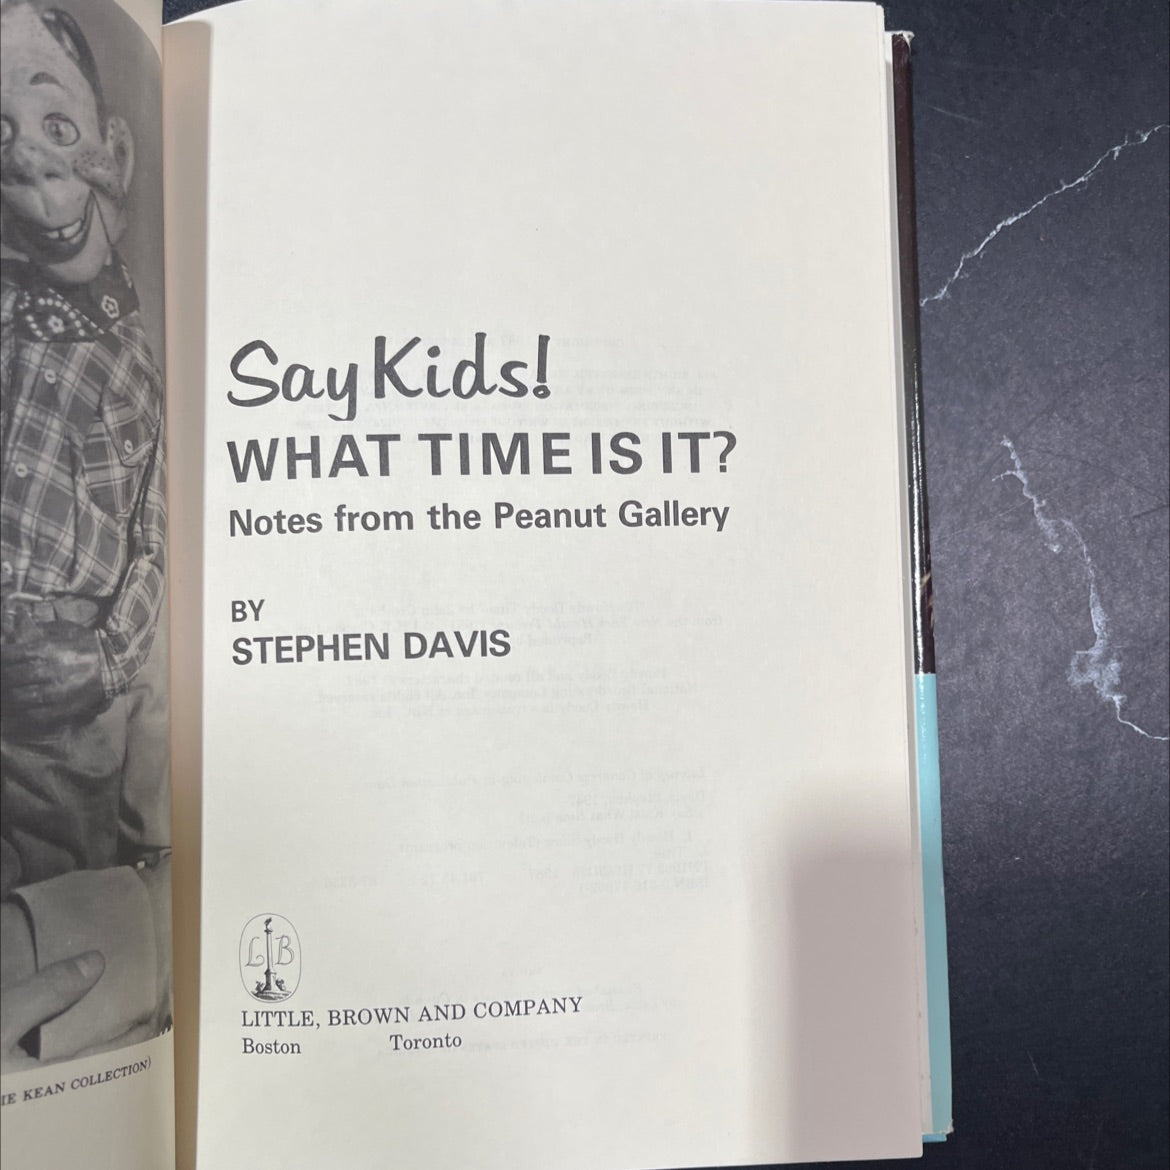 Say Kids!
WHAT TIME IS IT?
Notes from the Peanut Gallery
BY
STEPHEN DAVIS
L B
LITTLE, BROWN AND COMPANY
Boston Toronto
IE KEAN COLLECTION)